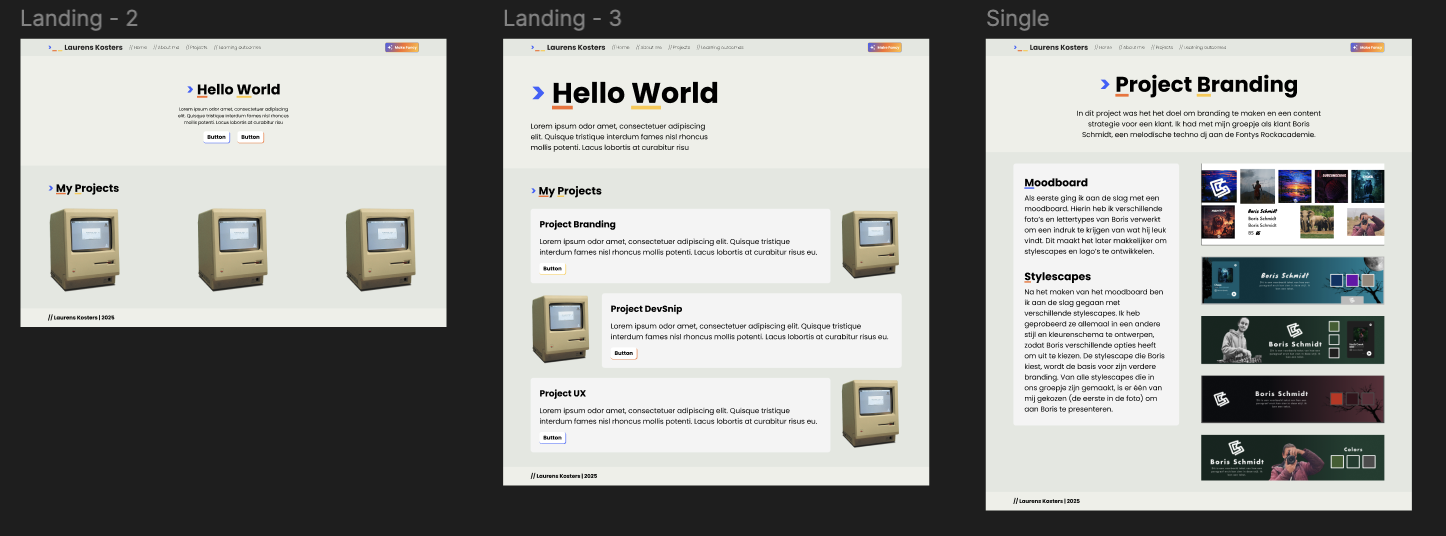 Landing - 2
>_ Laurens Kosters // Home // About me // Projects // Learning outcomes Make Fancy
> Hello World
Lorem ipsum odor amet, consectetuer adipiscing
elit. Quisque tristique interdum fames nisl rhoncus
mollis potenti. Lacus lobortis at curabitur risu
Button Button
> My Projects
// Laurens Kosters | 2025
Landing - 3
>_ Laurens Kosters // Home // About me // Projects // Learning outcomes Make Fancy
> Hello World
Lorem ipsum odor amet, consectetuer adipiscing
elit. Quisque tristique interdum fames nisl rhoncus
mollis potenti. Lacus lobortis at curabitur risu
> My Projects
Project Branding
Lorem ipsum odor amet, consectetuer adipiscing elit. Quisque tristique
interdum fames nisl rhoncus mollis potenti. Lacus lobortis at curabitur risus eu.
Button
Project DevSnip
Lorem ipsum odor amet, consectetuer adipiscing elit. Quisque tristique
interdum fames nisl rhoncus mollis potenti. Lacus lobortis at curabitur risus eu.
Button
Project UX
Lorem ipsum odor amet, consectetuer adipiscing elit. Quisque tristique
interdum fames nisl rhoncus mollis potenti. Lacus lobortis at curabitur risus eu.
Button
// Laurens Kosters | 2025
Single
>_ Laurens Kosters // Home // About me // Projects // Learning outcomes Make Fancy
> Project Branding
In dit project was het het doel om branding te maken en een content
strategie voor een klant. Ik had met mijn groepje als klant Boris
Schmidt, een melodische techno dj aan de Fontys Rockacademie.
Moodboard
Als eerste ging ik aan de slag met een
moodboard. Hierin heb ik verschillende
foto's en lettertypes van Boris verwerkt
om een indruk te krijgen van wat hij leuk
vindt. Dit maakt het later makkelijker om
stylescapes en logo's te ontwikkelen.
Stylescapes
Na het maken van het moodboard ben
ik aan de slag gegaan met
verschillende stylescapes. Ik heb
geprobeerd ze allemaal in een andere
stijl en kleurenschema te ontwerpen,
zodat Boris verschillende opties heeft
om uit te kiezen. De stylescape die Boris
kiest, wordt de basis voor zijn verdere
branding. Van alle stylescapes die in
ons groepje zijn gemaakt, is er één van
mij gekozen (de eerste in de foto) om
aan Boris te presenteren.
Boris Schmidt
Boris Schmidt
Boris Schmidt
BS
Boris Schmidt
Boris Schmidt
Boris Schmidt
Boris Schmidt
Colors
// Laurens Kosters | 2025